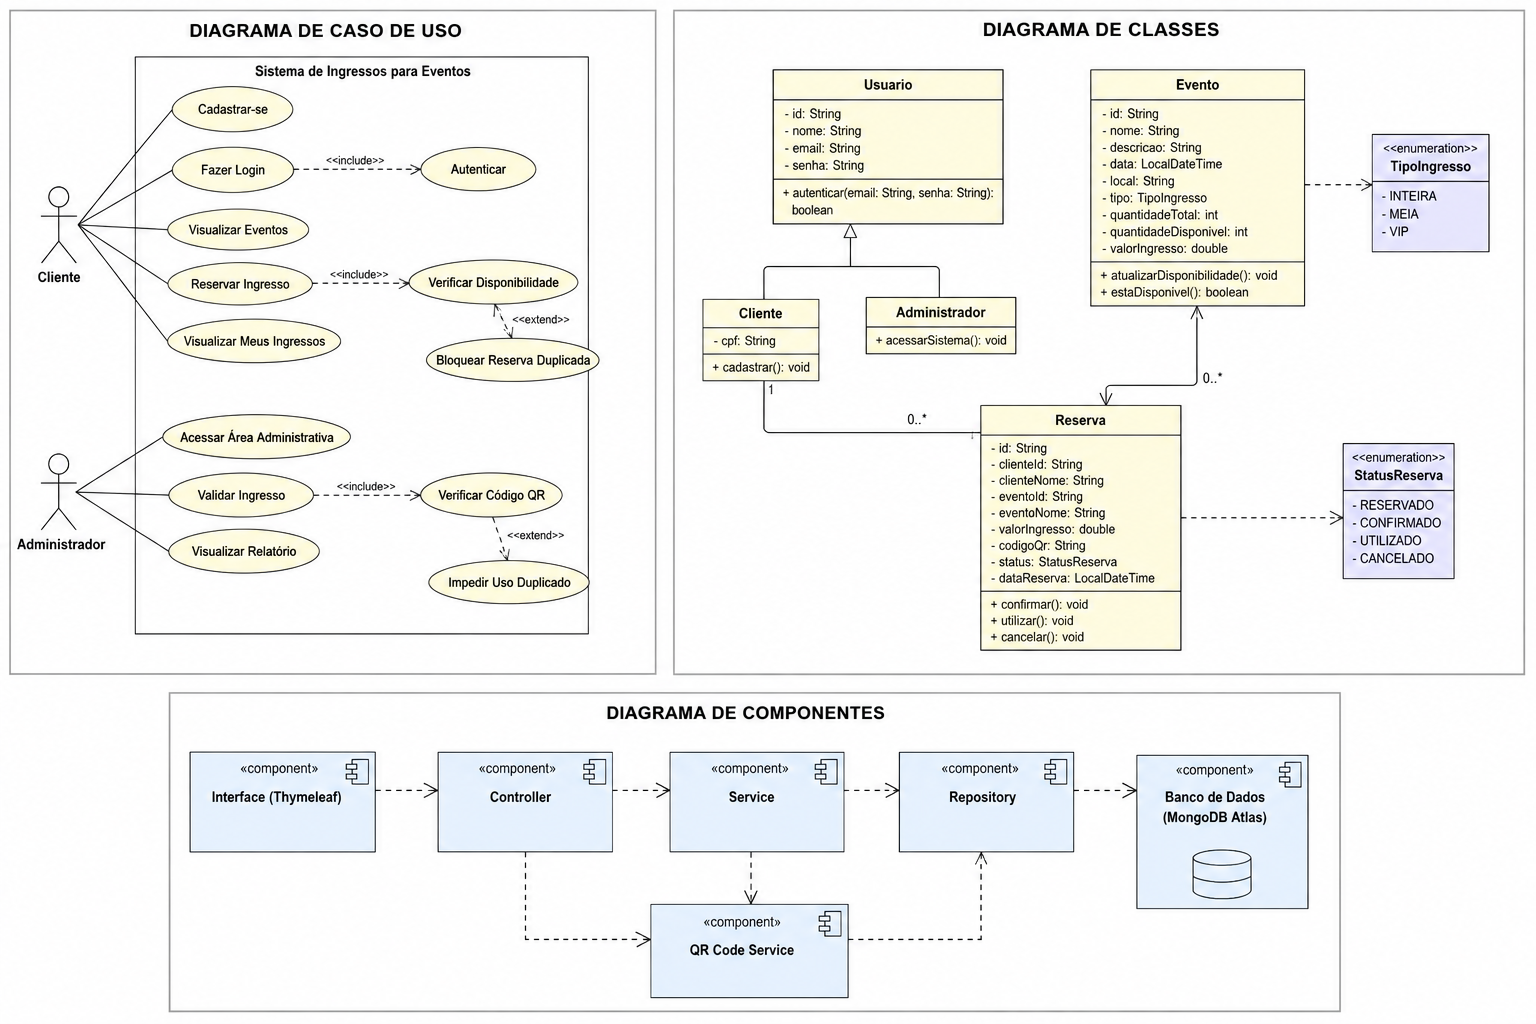 DIAGRAMA DE CASO DE USO
Sistema de Ingressos para Eventos
Cadastrar-se
Fazer Login
<<include>>
Autenticar
Visualizar Eventos
Cliente
Reservar Ingresso
<<include>>
Verificar Disponibilidade
<<extend>>
Visualizar Meus Ingressos
Bloquear Reserva Duplicada
Acessar Área Administrativa
Administrador
Validar Ingresso
<<include>>
Verificar Código QR
<<extend>>
Visualizar Relatório
Impedir Uso Duplicado
DIAGRAMA DE CLASSES
Usuario
- id: String
- nome: String
- email: String
- senha: String
+ autenticar(email: String, senha: String):
boolean
Evento
- id: String
- nome: String
- descricao: String
- data: LocalDateTime
- local: String
- tipo: TipoIngresso
- quantidadeTotal: int
- quantidadeDisponivel: int
- valorIngresso: double
+ atualizarDisponibilidade(): void
+ estaDisponivel(): boolean
<<enumeration>>
TipoIngresso
- INTEIRA
- MEIA
- VIP
Cliente
- cpf: String
+ cadastrar(): void
Administrador
+ acessarSistema(): void
1
0..*
0..*
Reserva
- id: String
- clienteId: String
- clienteNome: String
- eventoId: String
- eventoNome: String
- valorIngresso: double
- codigoQr: String
- status: StatusReserva
- dataReserva: LocalDateTime
+ confirmar(): void
+ utilizar(): void
+ cancelar(): void
<<enumeration>>
StatusReserva
- RESERVADO
- CONFIRMADO
- UTILIZADO
- CANCELADO
DIAGRAMA DE COMPONENTES
«component»
Interface (Thymeleaf)
«component»
Controller
«component»
Service
«component»
Repository
«component»
Banco de Dados
(MongoDB Atlas)
«component»
QR Code Service